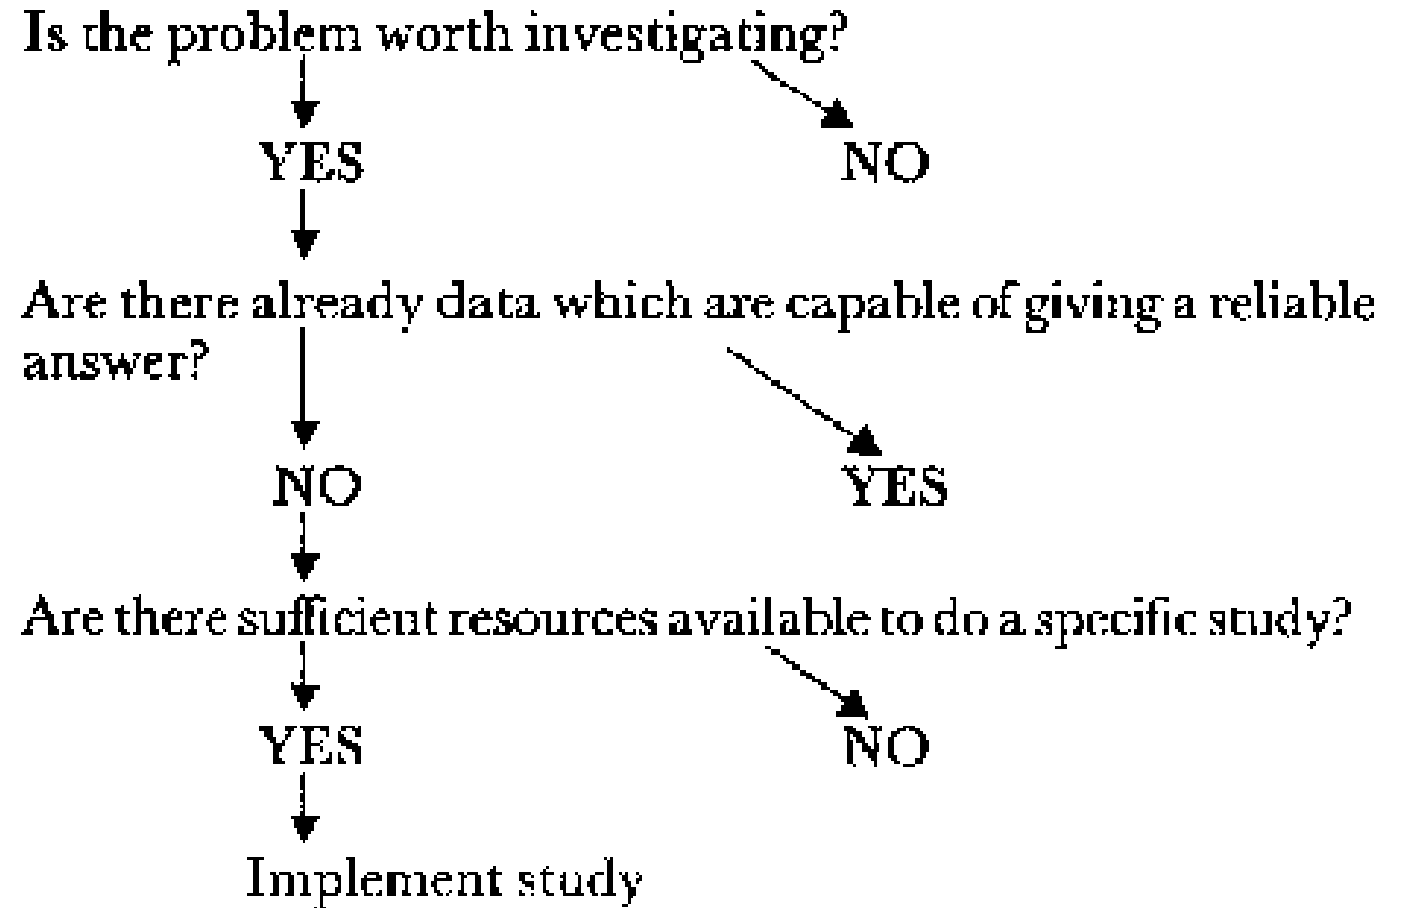 Is the problem worth investigating?
YES NO
Are there already data which are capable of giving a reliable
answer?
NO YES
Are there sufficient resources available to do a specific study?
YES NO
Implement study